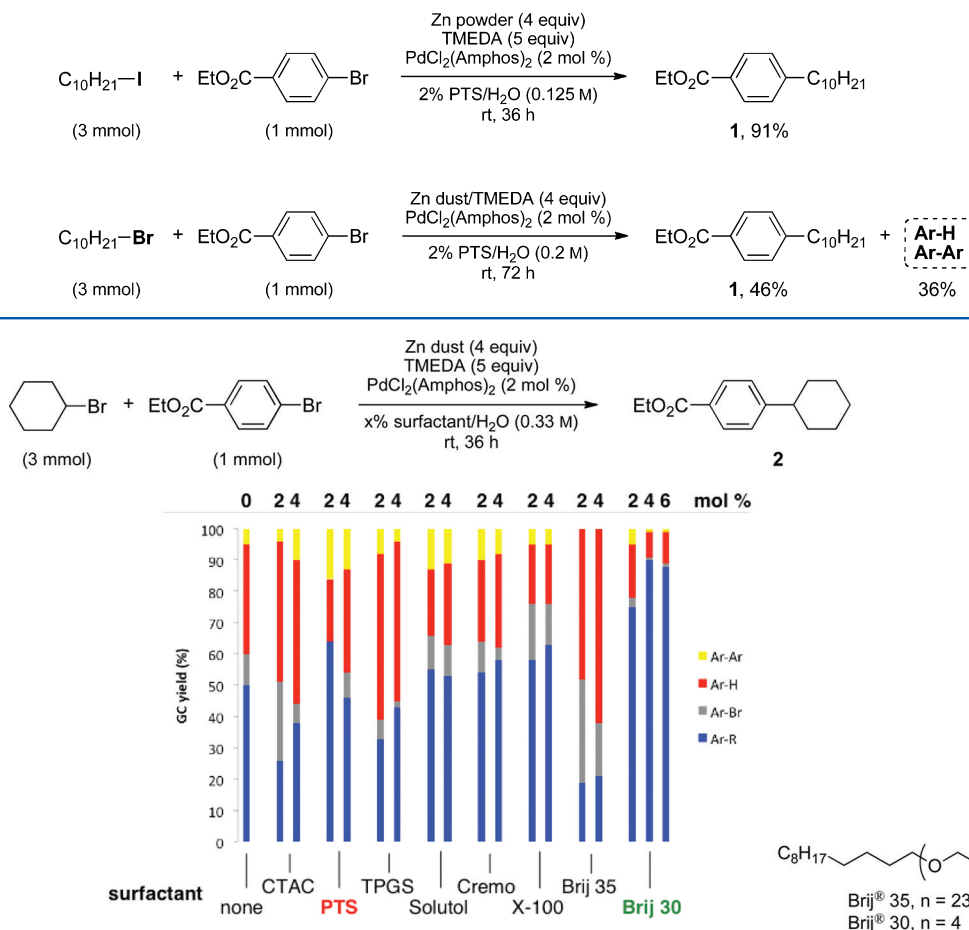 Zn powder (4 equiv)
TMEDA (5 equiv)
PdCl₂(Amphos)₂ (2 mol %)
C₁₀H₂₁—I + EtO₂C Br EtO₂C C₁₀H₂₁
2% PTS/H₂O (0.125 M)
rt, 36 h
(3 mmol) (1 mmol) 1, 91%
Zn dust/TMEDA (4 equiv)
PdCl₂(Amphos)₂ (2 mol %)
C₁₀H₂₁—Br + EtO₂C Br EtO₂C C₁₀H₂₁ + Ar-H
Ar-Ar
2% PTS/H₂O (0.2 M)
rt, 72 h
(3 mmol) (1 mmol) 1, 46% 36%
Zn dust (4 equiv)
TMEDA (5 equiv)
PdCl₂(Amphos)₂ (2 mol %)
Br + EtO₂C Br EtO₂C
x% surfactant/H₂O (0.33 M)
rt, 36 h
(3 mmol) (1 mmol) 2
0 2 4 2 4 2 4 2 4 2 4 2 4 2 4 2 4 6 mol %
GC yield (%)
100
90
80
70
60
50
40
30
20
10
0
Ar-Ar
Ar-H
Ar-Br
Ar-R
surfactant
none CTAC PTS TPGS Solutol Cremo X-100 Brij 35 Brij 30
C₈H₁₇ O
Brij® 35, n = 23
Brij® 30, n = 4